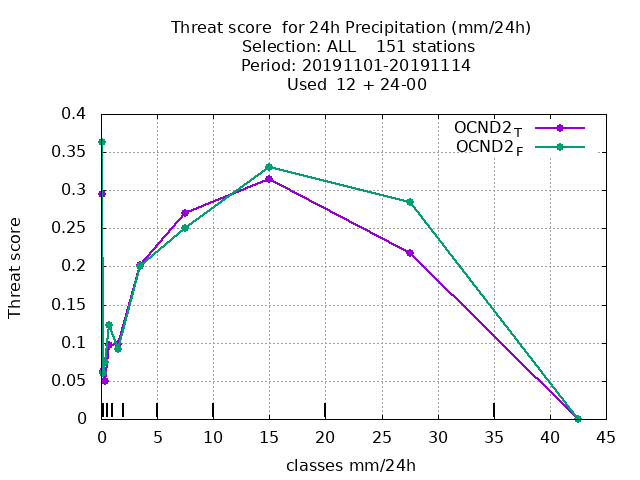 Threat score  for 24h Precipitation (mm/24h)
Selection: ALL    151 stations
Period: 20191101-20191114
Used  12 + 24-00
OCND2T
OCND2F
0.4
0.35
0.3
0.25
0.2
0.15
0.1
0.05
0
Threat score
0 5 10 15 20 25 30 35 40 45
classes mm/24h